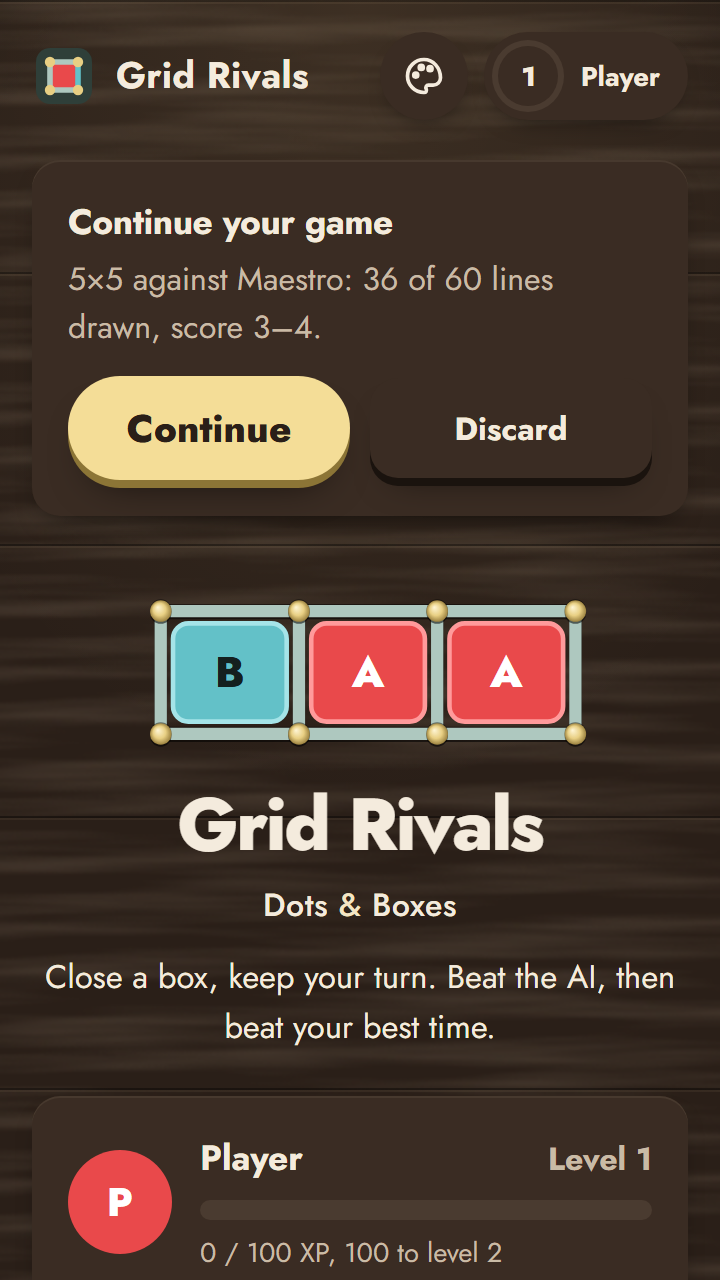 Grid Rivals
1 Player
Continue your game
5×5 against Maestro: 36 of 60 lines
drawn, score 3–4.
Continue
Discard
B A A
Grid Rivals
Dots & Boxes
Close a box, keep your turn. Beat the AI, then
beat your best time.
P
Player
Level 1
0 / 100 XP, 100 to level 2